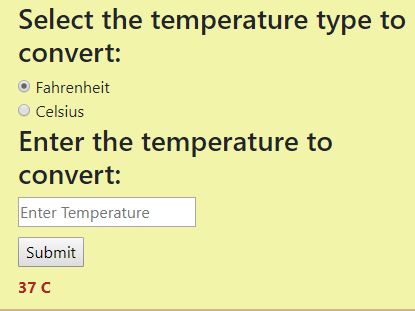 Select the temperature type to
convert:
Fahrenheit
Celsius
Enter the temperature to
convert:
Enter Temperature
Submit
37 C